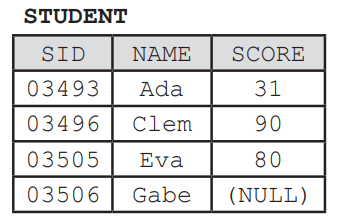 STUDENT
SID NAME SCORE
03493 Ada 31
03496 Clem 90
03505 Eva 80
03506 Gabe (NULL)